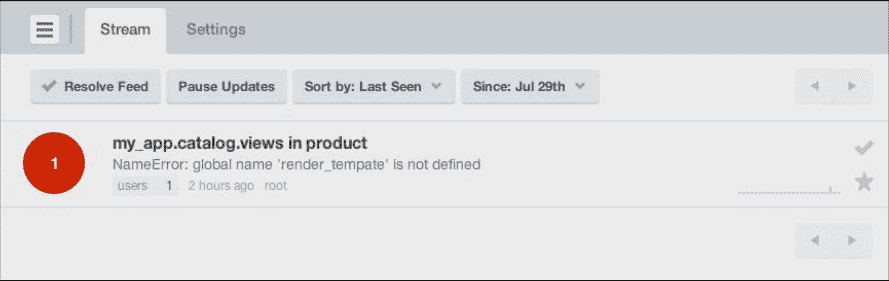 Stream Settings
Resolve Feed Pause Updates Sort by: Last Seen Since: Jul 29th
my_app.catalog.views in product
1
NameError: global name 'render_tempate' is not defined
users 1 2 hours ago root